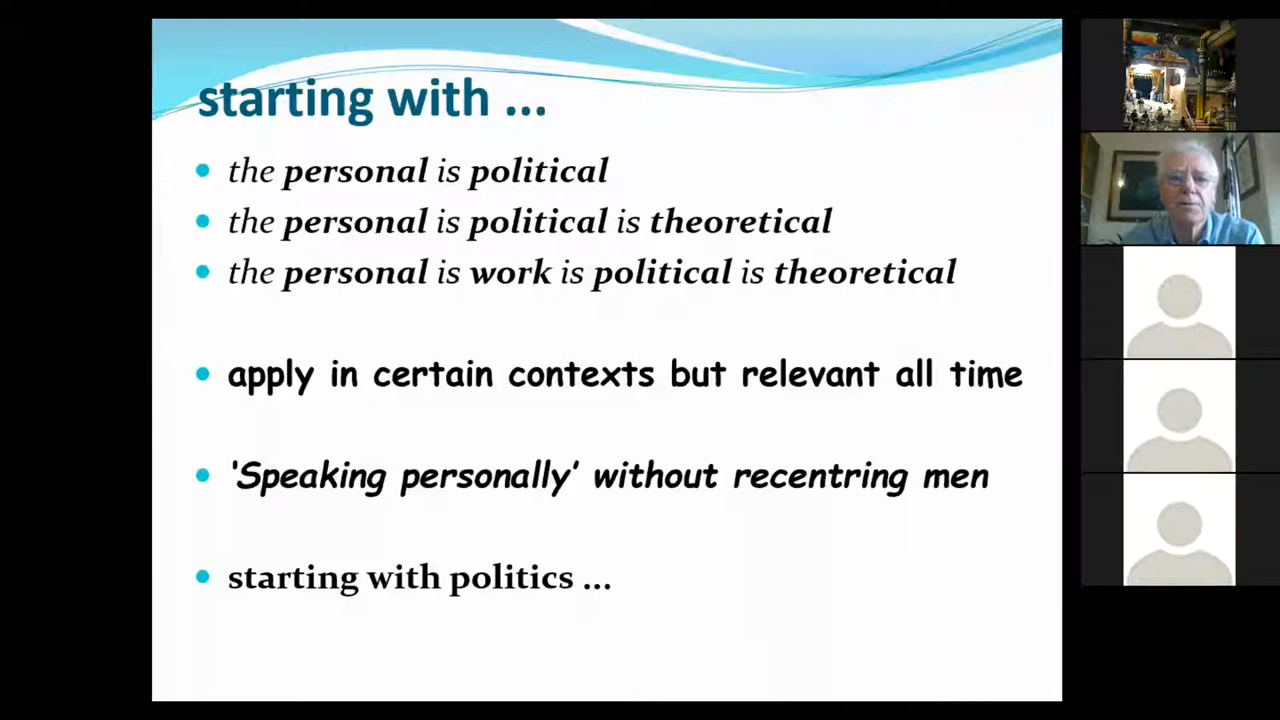 starting with ...
the personal is political
the personal is political is theoretical
the personal is work is political is theoretical
apply in certain contexts but relevant all time
‘Speaking personally’ without recentring men
starting with politics ...